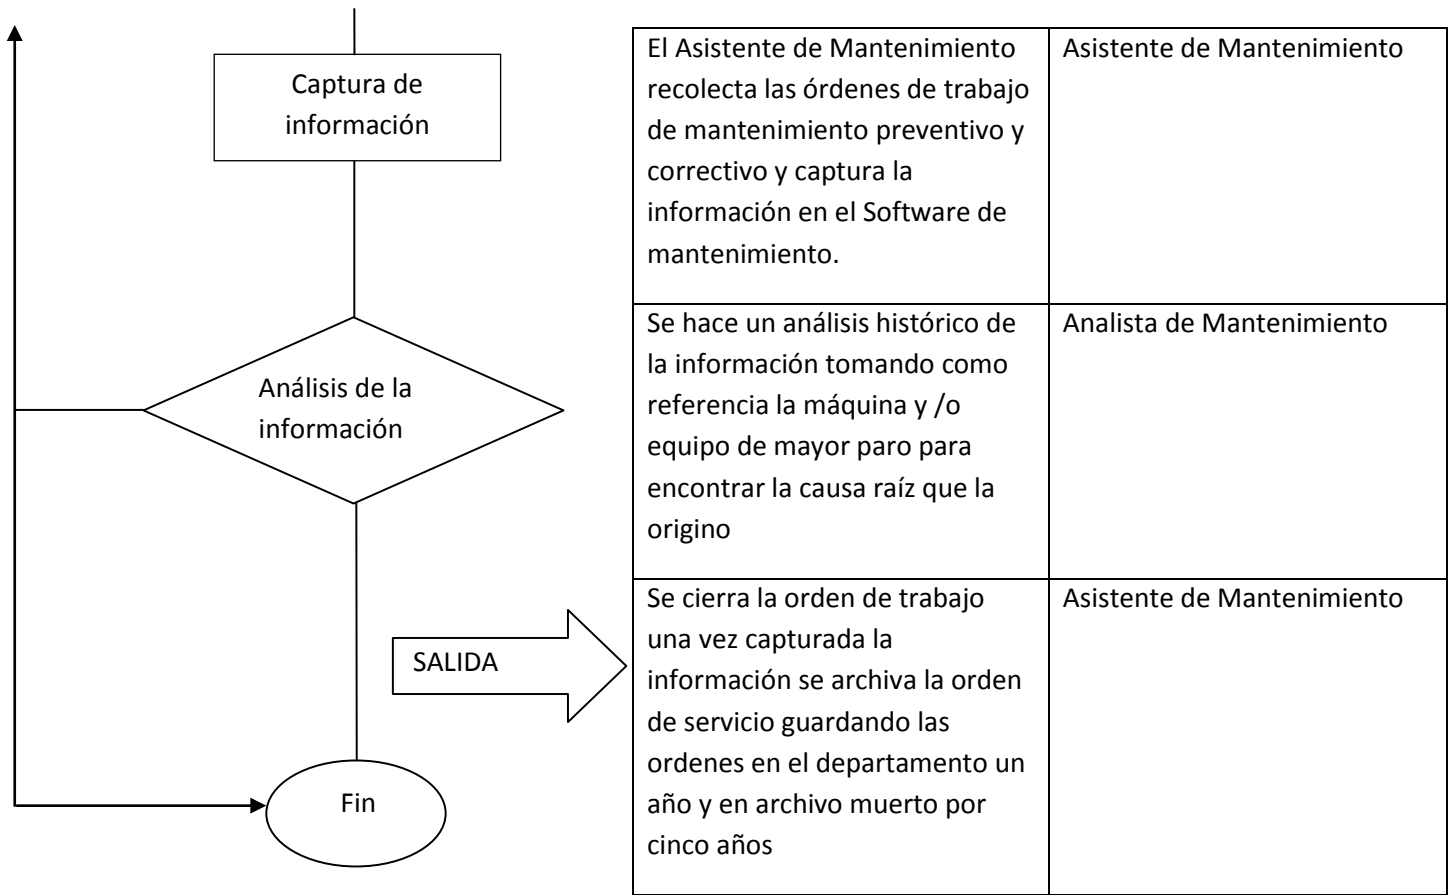 Captura de
información
El Asistente de Mantenimiento
recolecta las órdenes de trabajo
de mantenimiento preventivo y
correctivo y captura la
información en el Software de
mantenimiento.
Asistente de Mantenimiento
Análisis de la
información
Se hace un análisis histórico de
la información tomando como
referencia la máquina y /o
equipo de mayor paro para
encontrar la causa raíz que la
origino
Analista de Mantenimiento
SALIDA
Se cierra la orden de trabajo
una vez capturada la
información se archiva la orden
de servicio guardando las
ordenes en el departamento un
año y en archivo muerto por
cinco años
Asistente de Mantenimiento
Fin